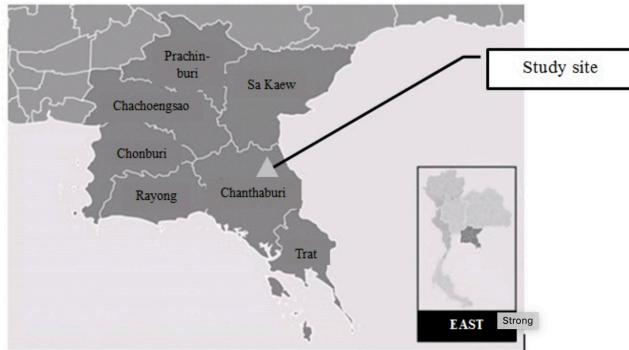 Prachin-
buri
Sa Kaew
Study site
Chachoengsao
Chonburi
Rayong
Chanthaburi
Trat
EAST
Strong